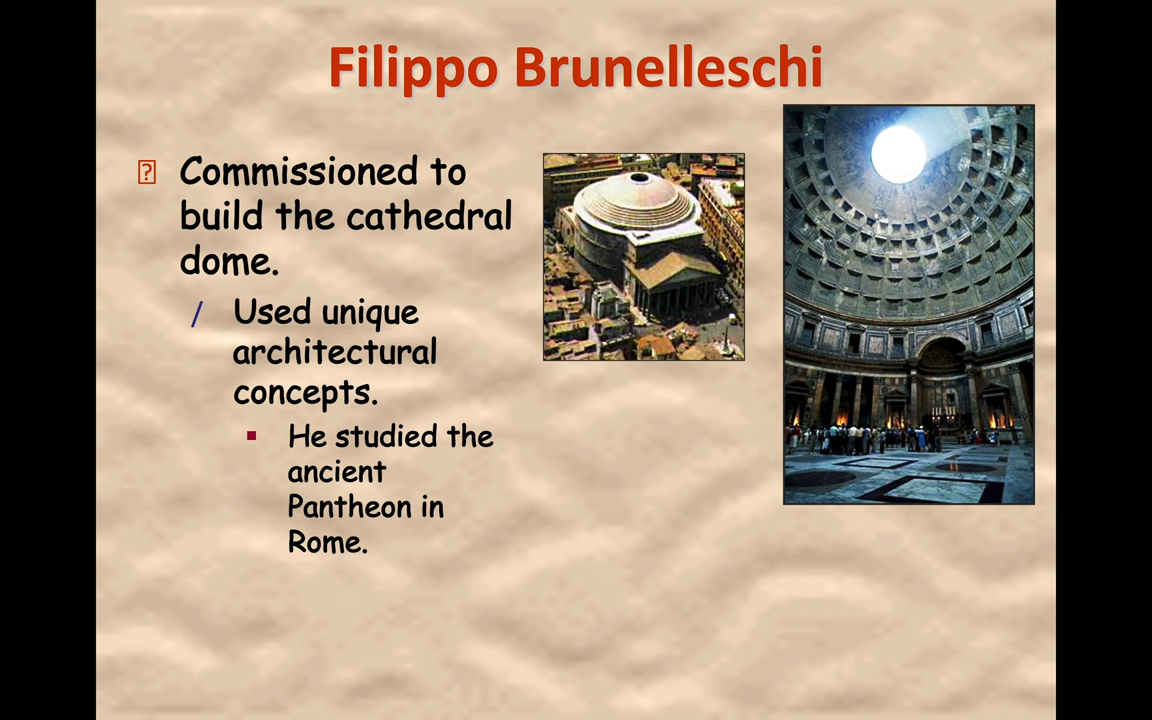 Filippo Brunelleschi
Commissioned to
build the cathedral
dome.
/ Used unique
architectural
concepts.
▪ He studied the
ancient
Pantheon in
Rome.